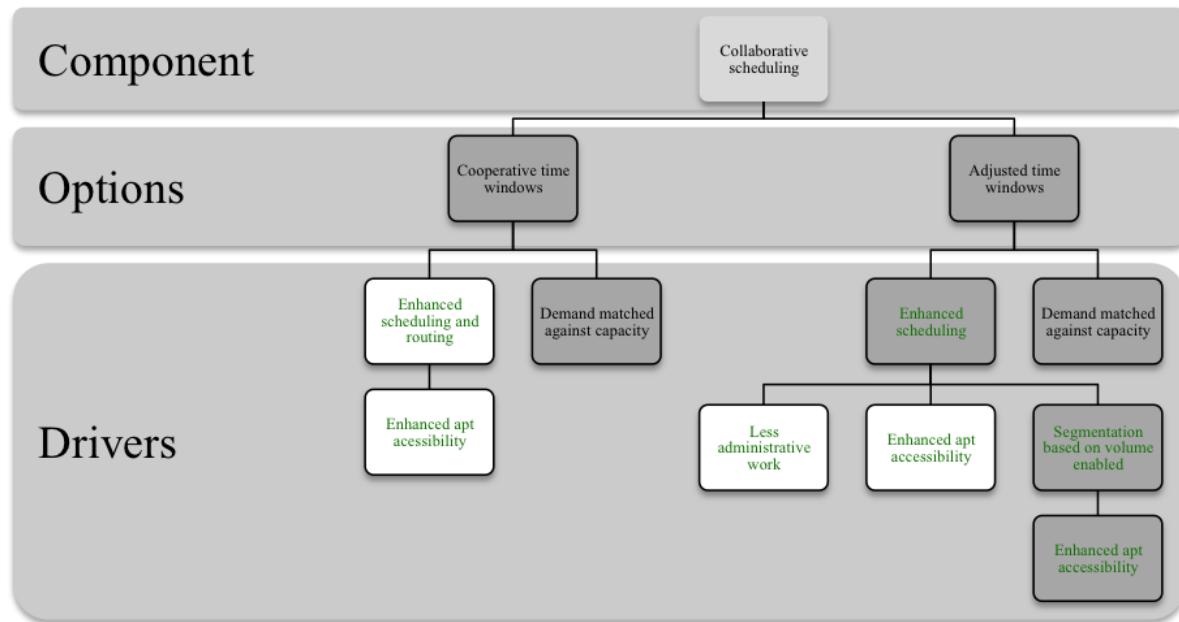 Component
Collaborative
scheduling
Options
Cooperative time
windows
Adjusted time
windows
Drivers
Enhanced
scheduling and
routing
Demand matched
against capacity
Enhanced
scheduling
Demand matched
against capacity
Enhanced apt
acessibility
Less
administrative
work
Enhanced apt
accessibility
Segmentation
based on volume
enabled
Enhanced apt
accessibility